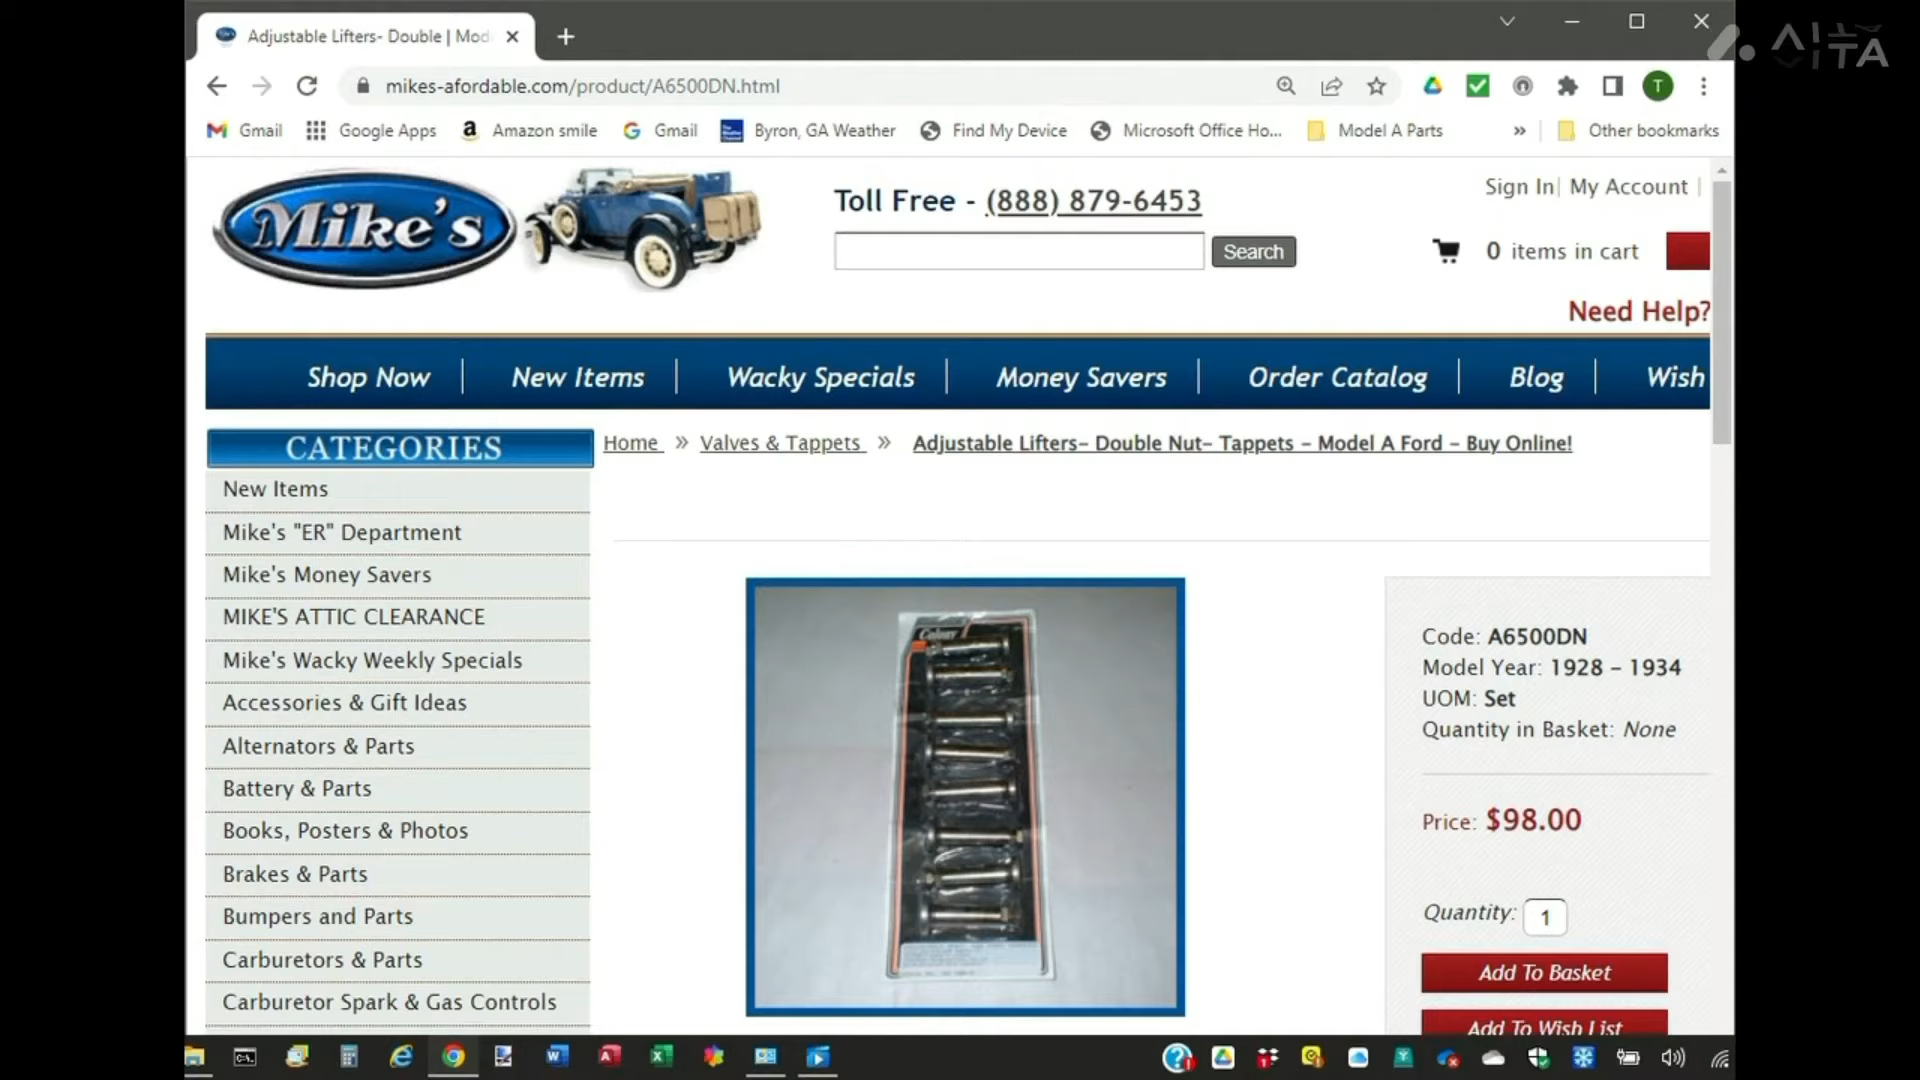 Adjustable Lifters- Double | Mod
mikes-afordable.com/product/A6500DN.html
T
Gmail
Google Apps
Amazon smile
Gmail
Byron, GA Weather
Find My Device
Microsoft Office Ho...
Model A Parts
»
Other bookmarks
Mike's
Toll Free - (888) 879-6453
Search
Sign In| My Account |
0 items in cart
Need Help?
Shop Now
New Items
Wacky Specials
Money Savers
Order Catalog
Blog
Wish
CATEGORIES
Home » Valves & Tappets » Adjustable Lifters- Double Nut- Tappets - Model A Ford - Buy Online!
New Items
Mike's "ER" Department
Mike's Money Savers
MIKE'S ATTIC CLEARANCE
Mike's Wacky Weekly Specials
Accessories & Gift Ideas
Alternators & Parts
Battery & Parts
Books, Posters & Photos
Brakes & Parts
Bumpers and Parts
Carburetors & Parts
Carburetor Spark & Gas Controls
Code: A6500DN
Model Year: 1928 - 1934
UOM: Set
Quantity in Basket: None
Price: $98.00
Quantity: 1
Add To Basket
Add To Wish List